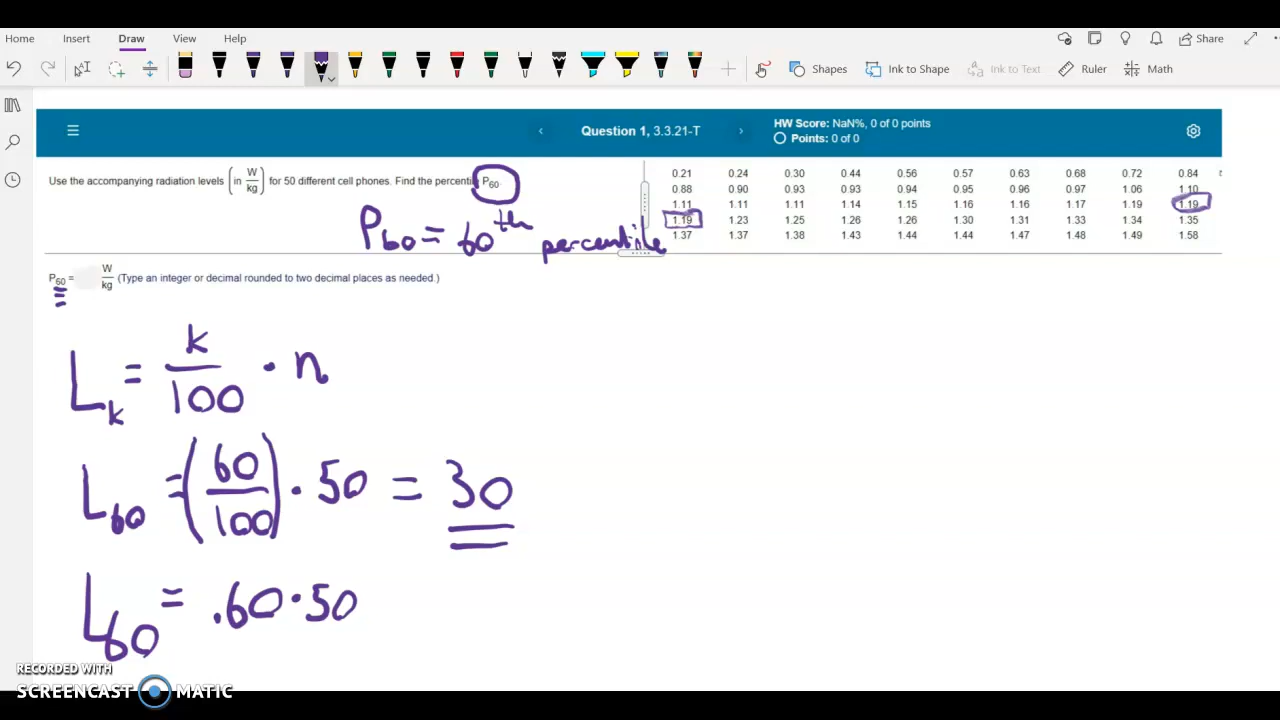 Home Insert Draw View Help Share
Shapes Ink to Shape Ink to Text Ruler Math
Question 1, 3.3.21-T
HW Score: NaN%, 0 of 0 points
Points: 0 of 0
Use the accompanying radiation levels (in W/kg) for 50 different cell phones. Find the percentile P60.
0.21 0.24 0.30 0.44 0.56 0.57 0.63 0.68 0.72 0.84
0.88 0.90 0.93 0.93 0.94 0.95 0.96 0.97 1.06 1.10
1.11 1.11 1.11 1.14 1.15 1.16 1.16 1.17 1.19 1.19
1.19 1.23 1.25 1.26 1.26 1.30 1.31 1.33 1.34 1.35
1.37 1.37 1.38 1.43 1.44 1.44 1.47 1.48 1.49 1.58
P60 = 60th percentile
P60 = W/kg (Type an integer or decimal rounded to two decimal places as needed.)
Lk = k/100 · n
L60 = (60/100) · 50 = 30
L60 = .60 · 50
RECORDED WITH
SCREENCAST MATIC